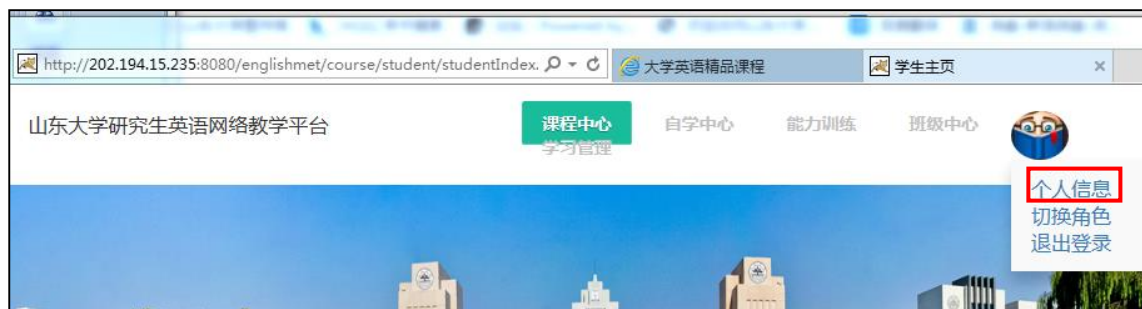 http://202.194.15.235:8080/englishmet/course/student/studentIndex.
大学英语精品课程
学生主页
山东大学研究生英语网络教学平台
课程中心
自学中心
能力训练
班级中心
学习管理
个人信息
切换角色
退出登录